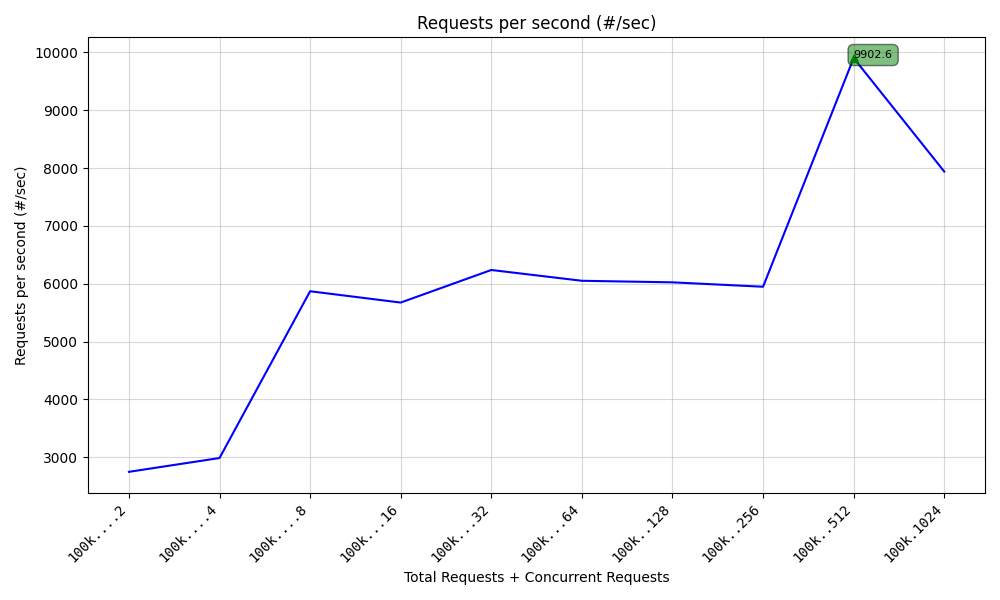 Requests per second (#/sec)
10000
9902.6
9000
8000
7000
6000
5000
4000
3000
Requests per second (#/sec)
100k....2
100k....4
100k....8
100k...16
100k...32
100k...64
100k..128
100k..256
100k..512
100k.1024
Total Requests + Concurrent Requests